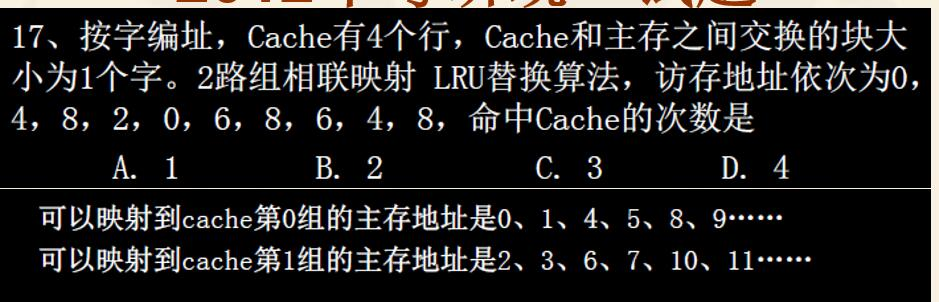 17、按字编址，Cache有4个行，Cache和主存之间交换的块大
小为1个字。2路组相联映射 LRU替换算法，访存地址依次为0，
4，8，2，0，6，8，6，4，8，命中Cache的次数是
A. 1 B. 2 C. 3 D. 4
可以映射到cache第0组的主存地址是0、1、4、5、8、9……
可以映射到cache第1组的主存地址是2、3、6、7、10、11……